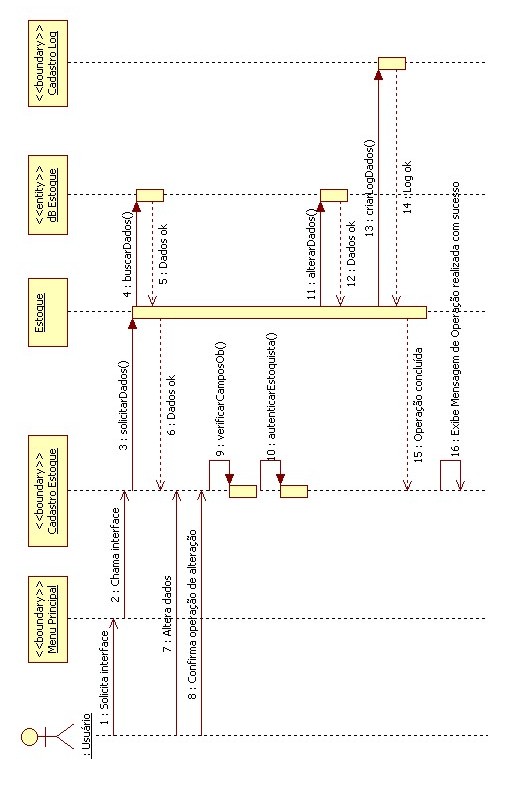 : Usuário
<<boundary>>
Menu Principal
<<boundary>>
Cadastro Estoque
Estoque
<<entity>>
db Estoque
<<boundary>>
Cadastro Log
1 : Solicita interface
2 : Chama interface
3 : solicitarDados()
4 : buscarDados()
5 : Dados ok
6 : Dados ok
7 : Altera dados
8 : Confirma operação de alteração
9 : verificarCamposOb()
10 : autenticarEstoquista()
11 : alterarDados()
12 : Dados ok
13 : criarLogDados()
14 : Log ok
15 : Operação concluída
16 : Exibe Mensagem de Operação realizada com sucesso